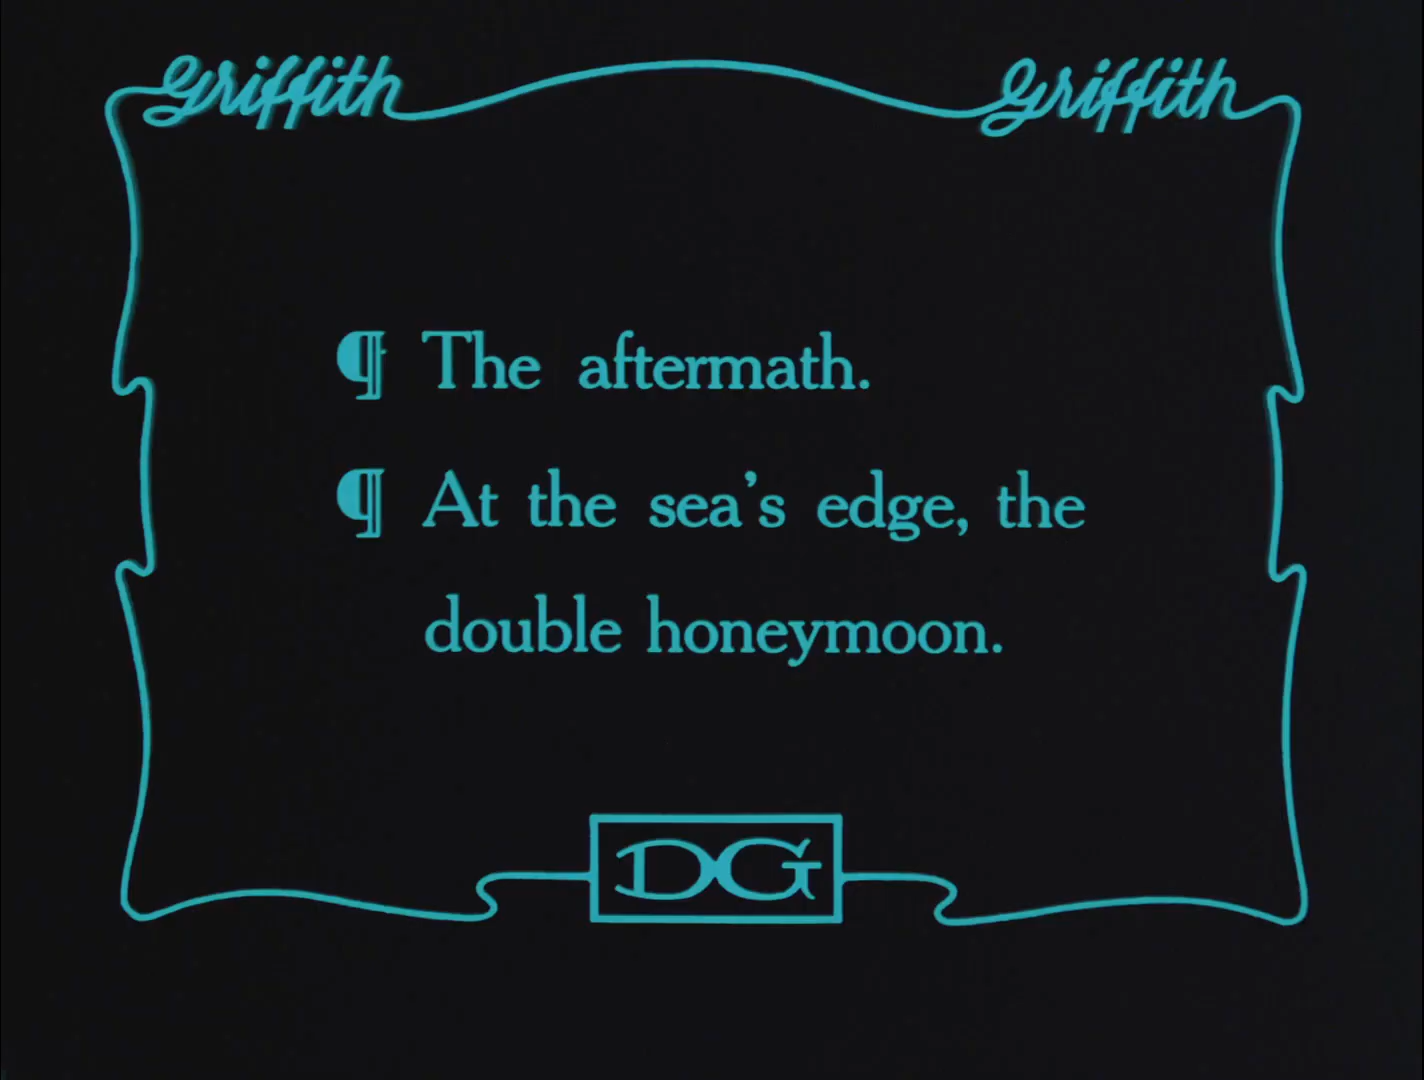 Griffith Griffith
¶ The aftermath.
¶ At the sea's edge, the
double honeymoon.
DG